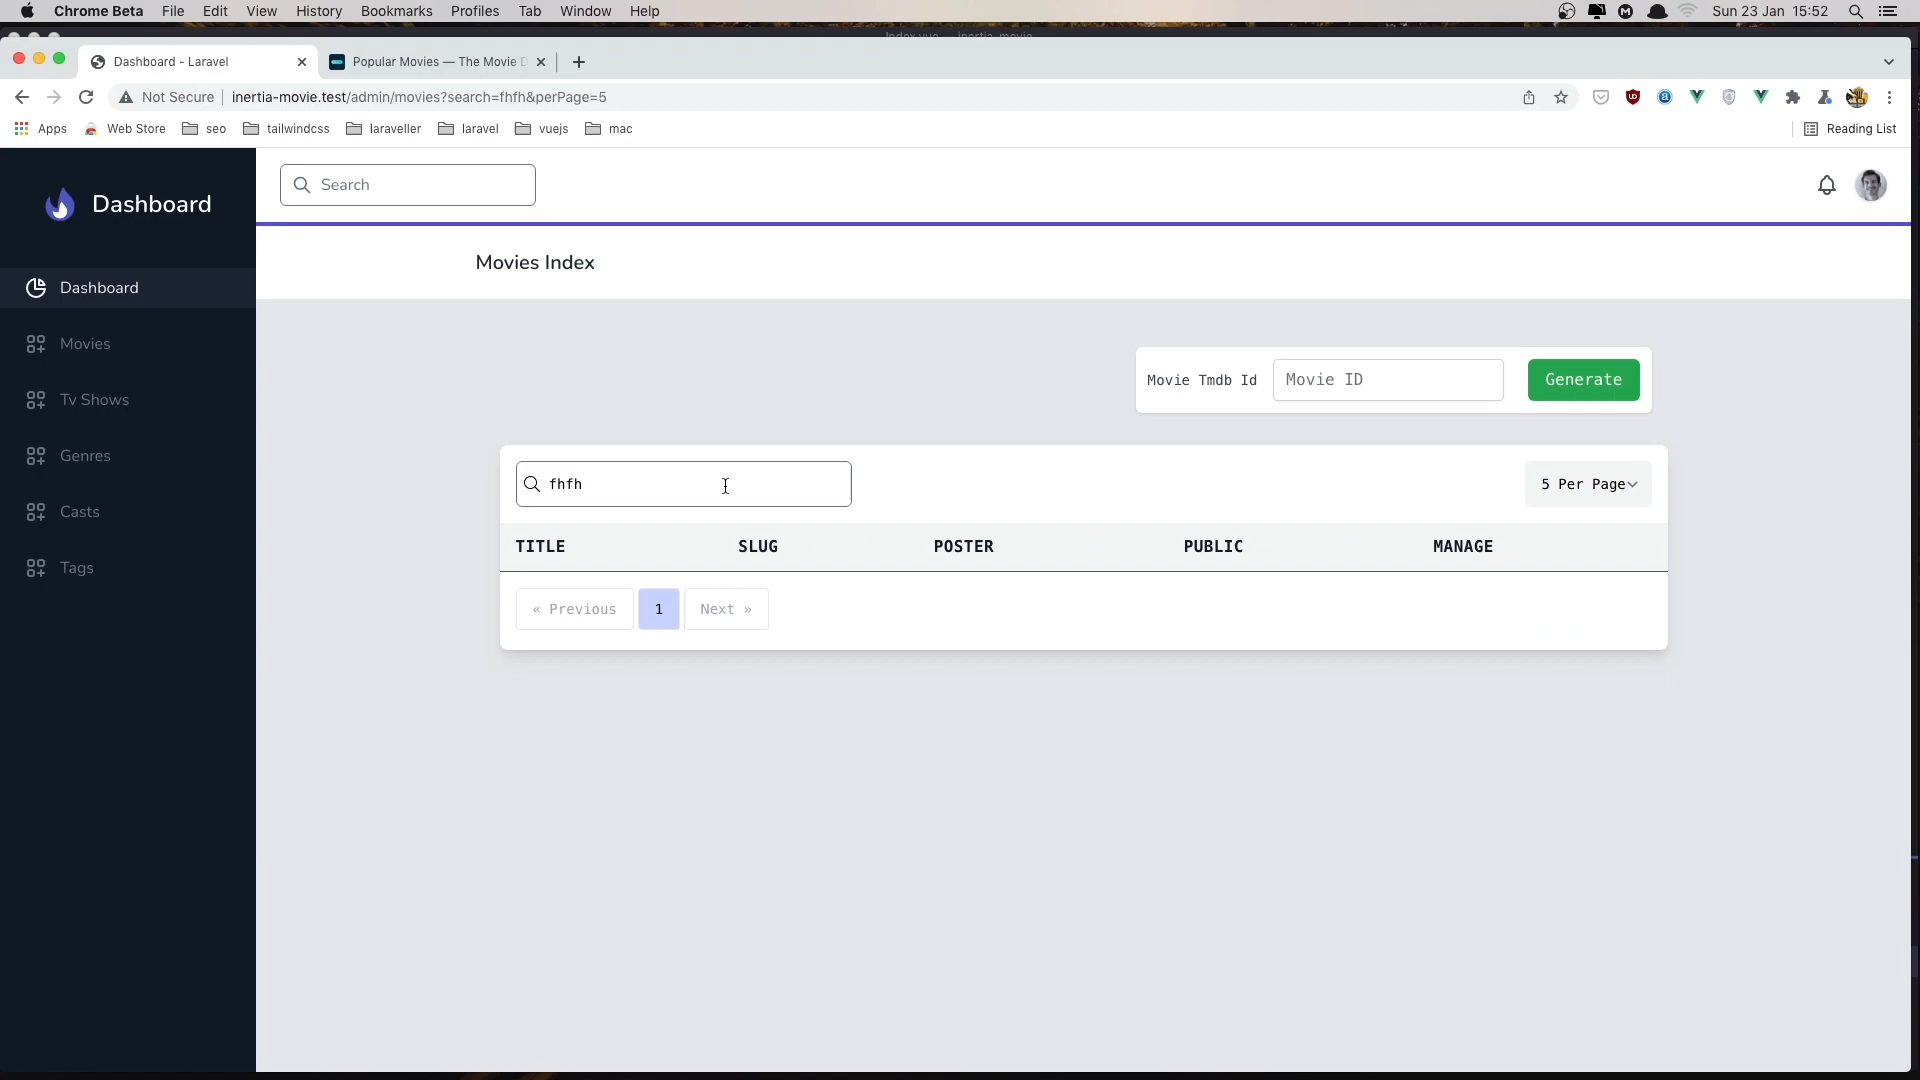 Chrome Beta File Edit View History Bookmarks Profiles Tab Window Help Sun 23 Jan 15:52
Dashboard - Laravel Popular Movies — The Movie D
Not Secure inertia-movie.test/admin/movies?search=fhfh&perPage=5
Apps Web Store seo tailwindcss laraveller laravel vuejs mac Reading List
Dashboard
Search
Movies Index
Dashboard
Movies
Tv Shows
Genres
Casts
Tags
Movie Tmdb Id Movie ID Generate
fhfh 5 Per Page
TITLE SLUG POSTER PUBLIC MANAGE
« Previous 1 Next »